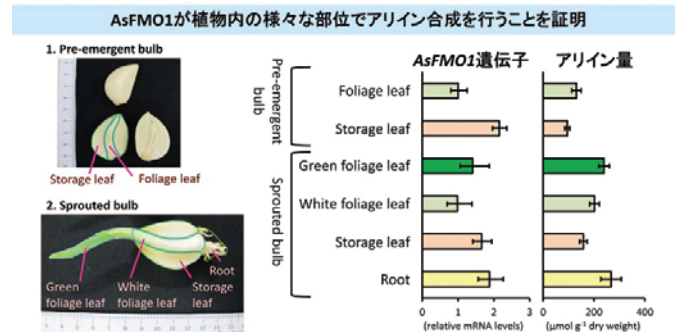 AsFMO1が植物内の様々な部位でアリイン合成を行うことを証明
1. Pre-emergent bulb
Storage leaf
Foliage leaf
2. Sprouted bulb
Root
Green foliage leaf
White foliage leaf
Storage leaf
AsFMO1遺伝子
アリイン量
Pre-emergent bulb
Foliage leaf
Storage leaf
Sprouted bulb
Green foliage leaf
White foliage leaf
Storage leaf
Root
0 1 2 3
(relative mRNA levels)
0 200 400
(μmol g⁻¹ dry weight)